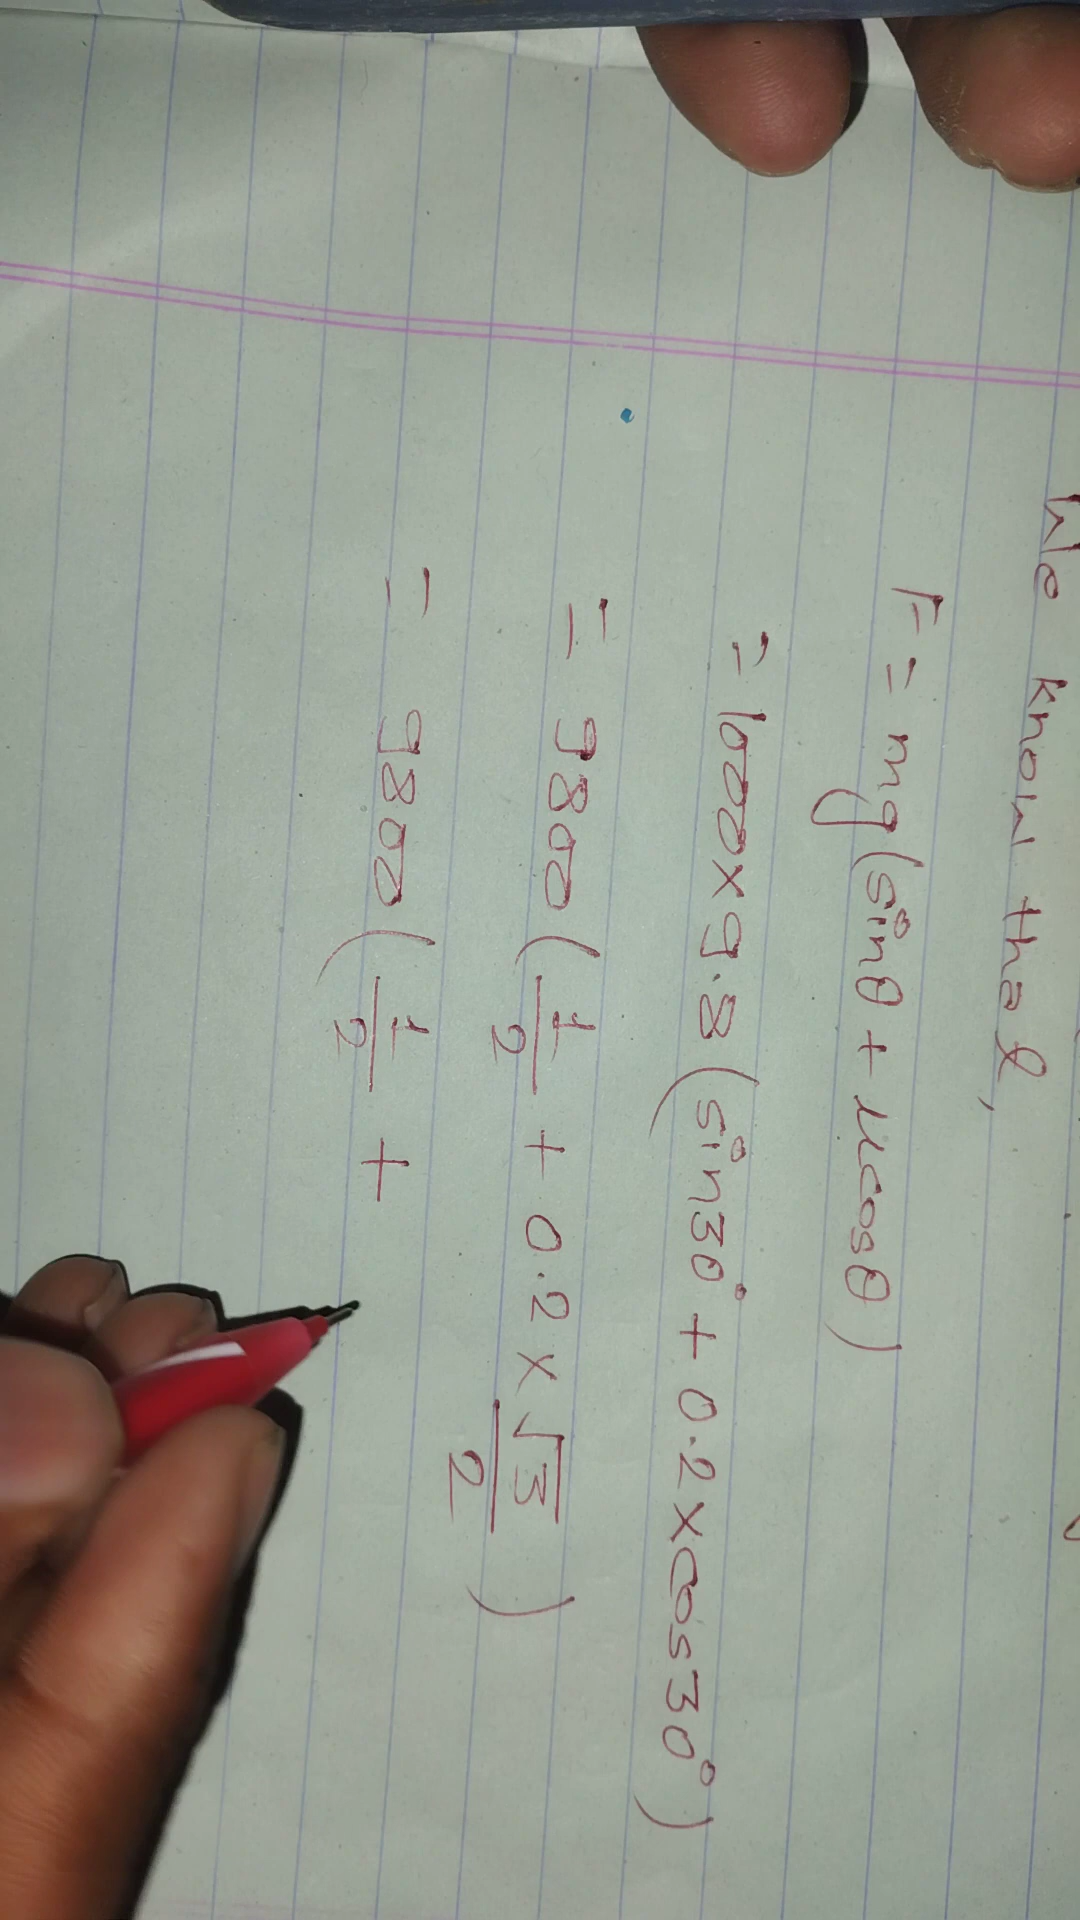 We know that,
F = mg(sinθ + μcosθ)
= 1000×9.8(sin30° + 0.2×cos30°)
= 9800(1/2 + 0.2×√3/2)
= 9800(1/2 +